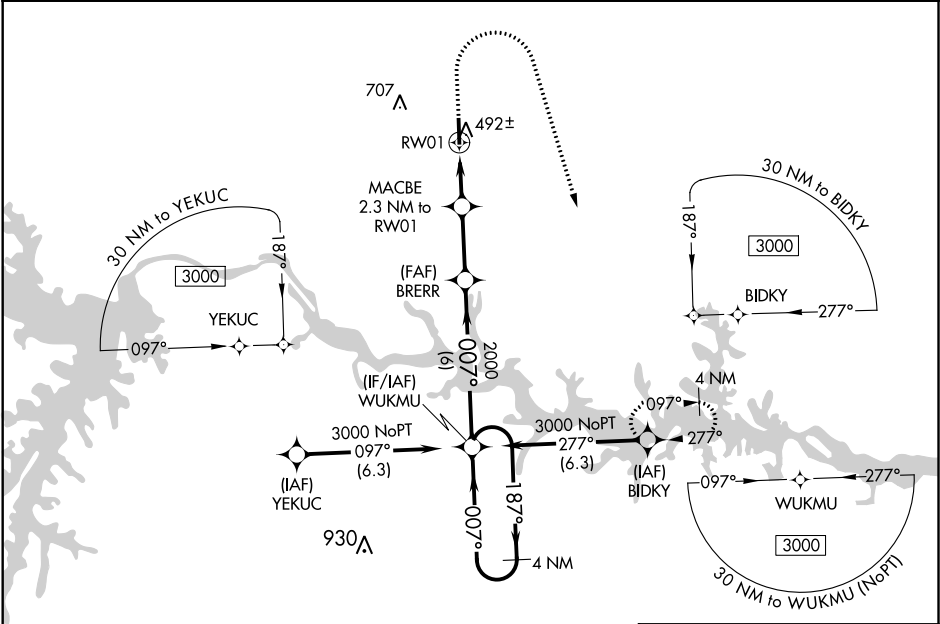 707
492±
RW01
MACBE
2.3 NM to
RW01
30 NM to YEKUC
187°
3000
YEKUC
097°
30 NM to BIDKY
187°
3000
BIDKY
277°
(FAF)
BRERR
2000
007°
(6)
(IF/IAF)
WUKMU
4 NM
097°
277°
3000 NoPT
097°
(6.3)
3000 NoPT
277°
(6.3)
(IAF)
YEKUC
(IAF)
BIDKY
187°
007°
4 NM
930
097°
277°
WUKMU
3000
30 NM to WUKMU (NoPT)